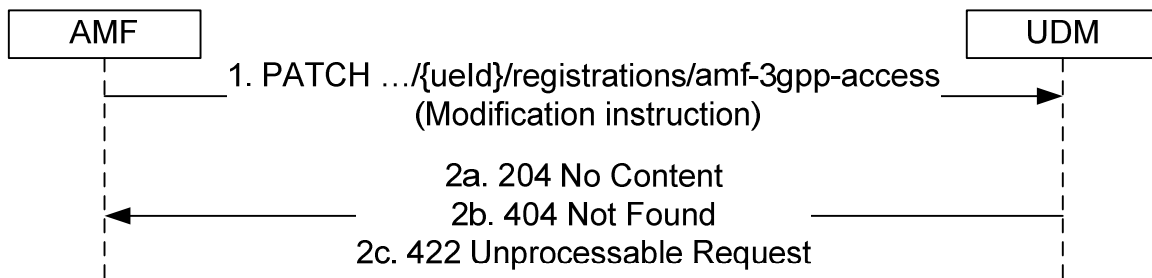 AMF
UDM
1. PATCH …/{ueId}/registrations/amf-3gpp-access
(Modification instruction)
2a. 204 No Content
2b. 404 Not Found
2c. 422 Unprocessable Request